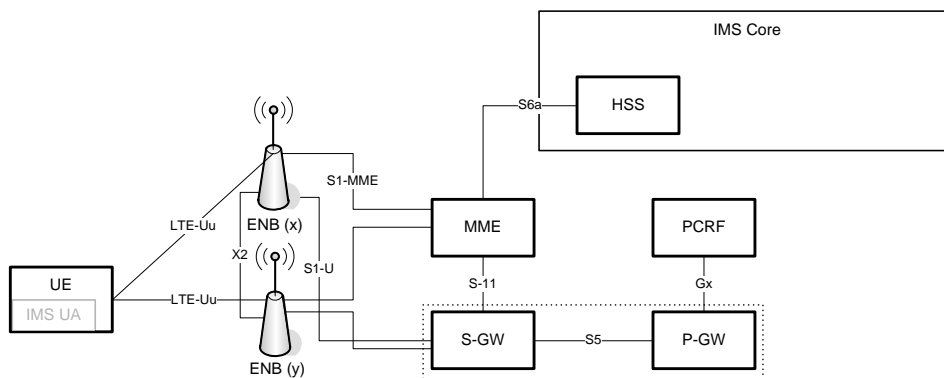 IMS Core
S6a
HSS
S1-MME
ENB (x)
MME
PCRF
LTE-Uu
X2
S1-U
UE
IMS UA
LTE-Uu
S-11
Gx
S-GW
S5
P-GW
ENB (y)